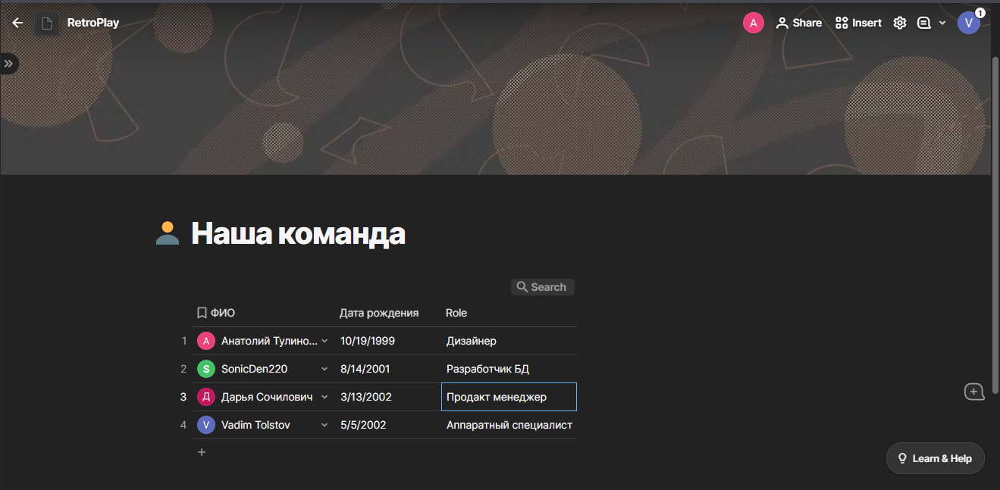 RetroPlay
A Share Insert V 1
Наша команда
Search
ФИО Дата рождения Role
1 А Анатолий Тулино... 10/19/1999 Дизайнер
2 S SonicDen220 8/14/2001 Разработчик БД
3 Д Дарья Сочилович 3/13/2002 Продакт менеджер
4 V Vadim Tolstov 5/5/2002 Аппаратный специалист
+
Learn & Help